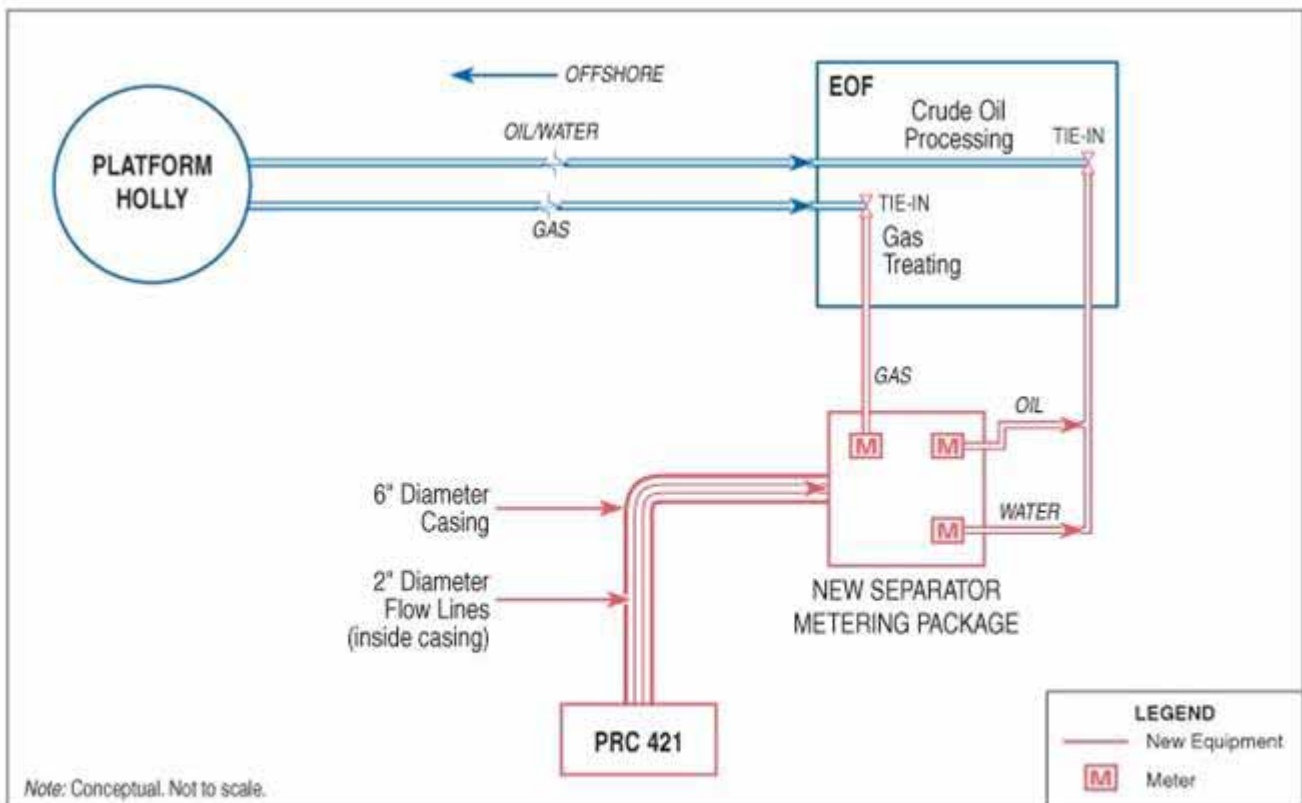 OFFSHORE
PLATFORM
HOLLY
OIL/WATER
GAS
EOF
Crude Oil
Processing
TIE-IN
TIE-IN
Gas
Treating
GAS
OIL
WATER
M
M
M
6" Diameter
Casing
2" Diameter
Flow Lines
(inside casing)
NEW SEPARATOR
METERING PACKAGE
PRC 421
LEGEND
New Equipment
M Meter
Note: Conceptual. Not to scale.